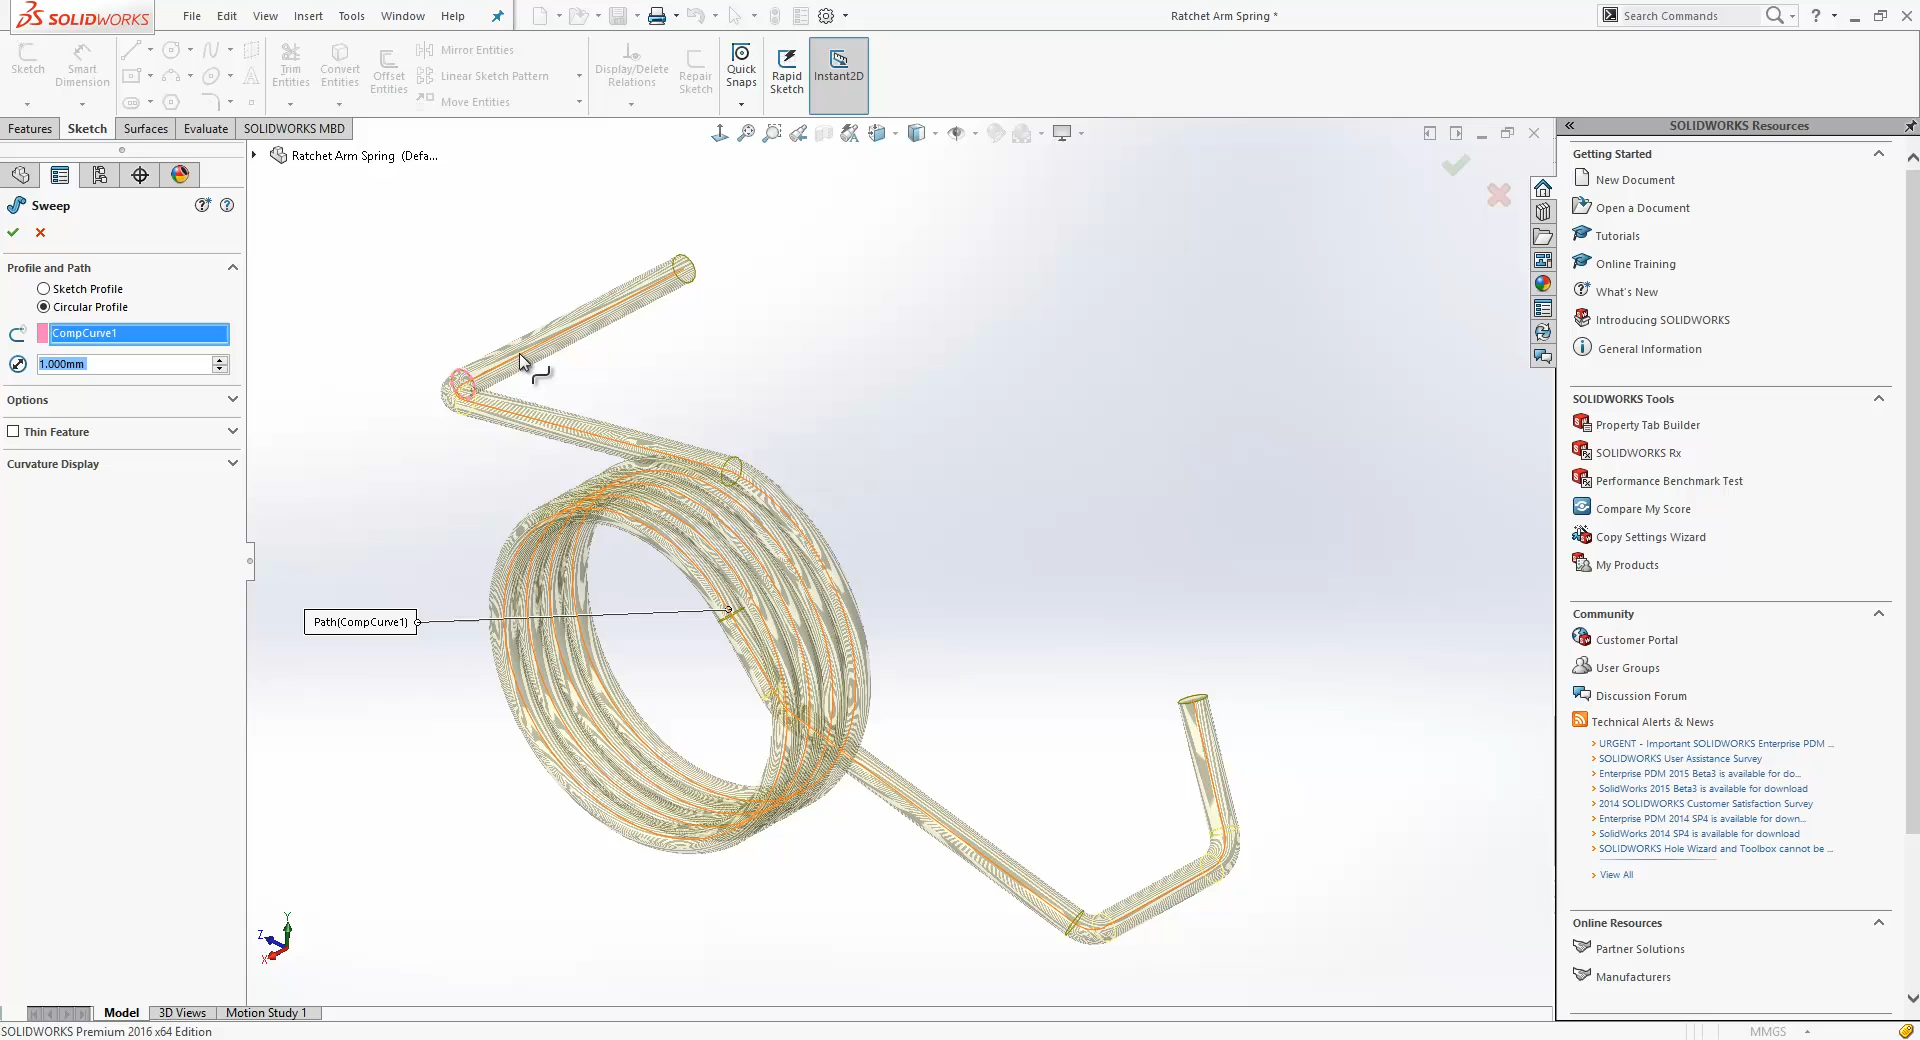 SOLIDWORKS
File Edit View Insert Tools Window Help
Ratchet Arm Spring *
Search Commands
Sketch
Smart Dimension
Trim Entities
Convert Entities
Offset Entities
Mirror Entities
Linear Sketch Pattern
Move Entities
Display/Delete Relations
Repair Sketch
Quick Snaps
Rapid Sketch
Instant2D
Features Sketch Surfaces Evaluate SOLIDWORKS MBD
Ratchet Arm Spring (Defa...
Sweep
Profile and Path
Sketch Profile
Circular Profile
CompCurve1
1.000mm
Options
Thin Feature
Curvature Display
Path(CompCurve1)
Y
Z
X
SOLIDWORKS Resources
Getting Started
New Document
Open a Document
Tutorials
Online Training
What's New
Introducing SOLIDWORKS
General Information
SOLIDWORKS Tools
Property Tab Builder
SOLIDWORKS Rx
Performance Benchmark Test
Compare My Score
Copy Settings Wizard
My Products
Community
Customer Portal
User Groups
Discussion Forum
Technical Alerts & News
URGENT - Important SOLIDWORKS Enterprise PDM ...
SOLIDWORKS User Assistance Survey
Enterprise PDM 2015 Beta3 is available for do...
SolidWorks 2015 Beta3 is available for download
2014 SOLIDWORKS Customer Satisfaction Survey
Enterprise PDM 2014 SP4 is available for down...
SolidWorks 2014 SP4 is available for download
SOLIDWORKS Hole Wizard and Toolbox cannot be ...
View All
Online Resources
Partner Solutions
Manufacturers
Model 3D Views Motion Study 1
SOLIDWORKS Premium 2016 x64 Edition
MMGS